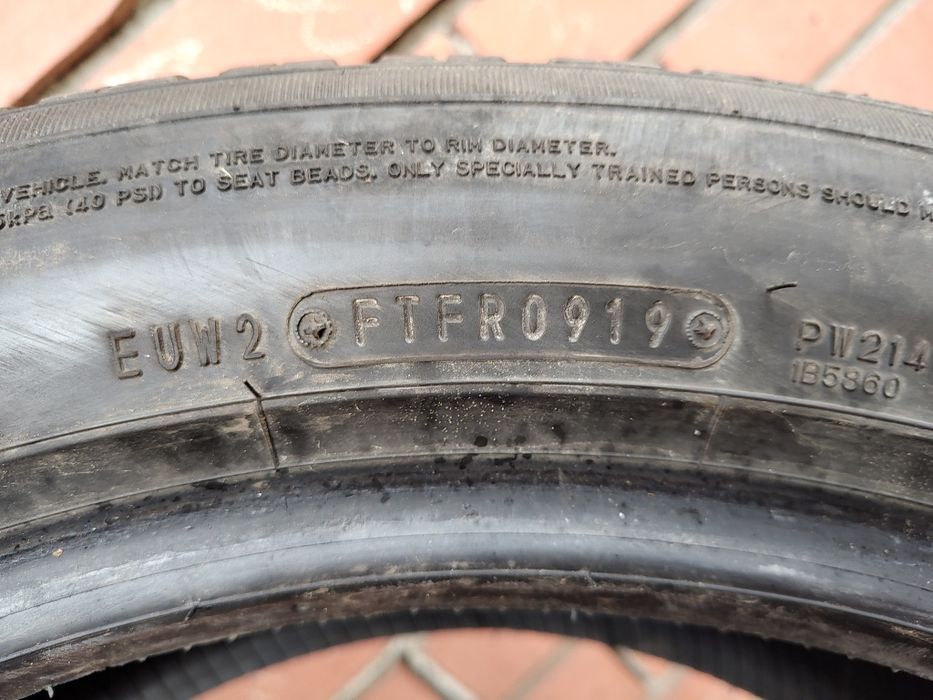 VEHICLE. MATCH TIRE DIAMETER TO RIM DIAMETER.
5kPa (40 PSI) TO SEAT BEADS. ONLY SPECIALLY TRAINED PERSONS SHOULD
EUW2 FTFR0919 PW214
1B5860